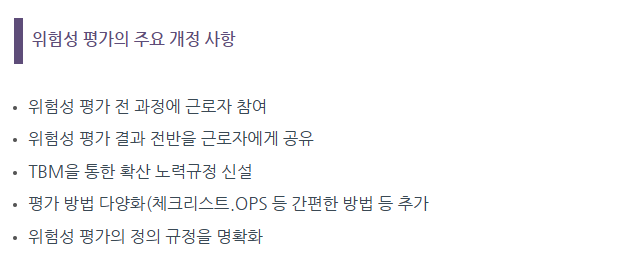 위험성 평가의 주요 개정 사항
• 위험성 평가 전 과정에 근로자 참여
• 위험성 평가 결과 전반을 근로자에게 공유
• TBM을 통한 확산 노력규정 신설
• 평가 방법 다양화(체크리스트.OPS 등 간편한 방법 등 추가
• 위험성 평가의 정의 규정을 명확화